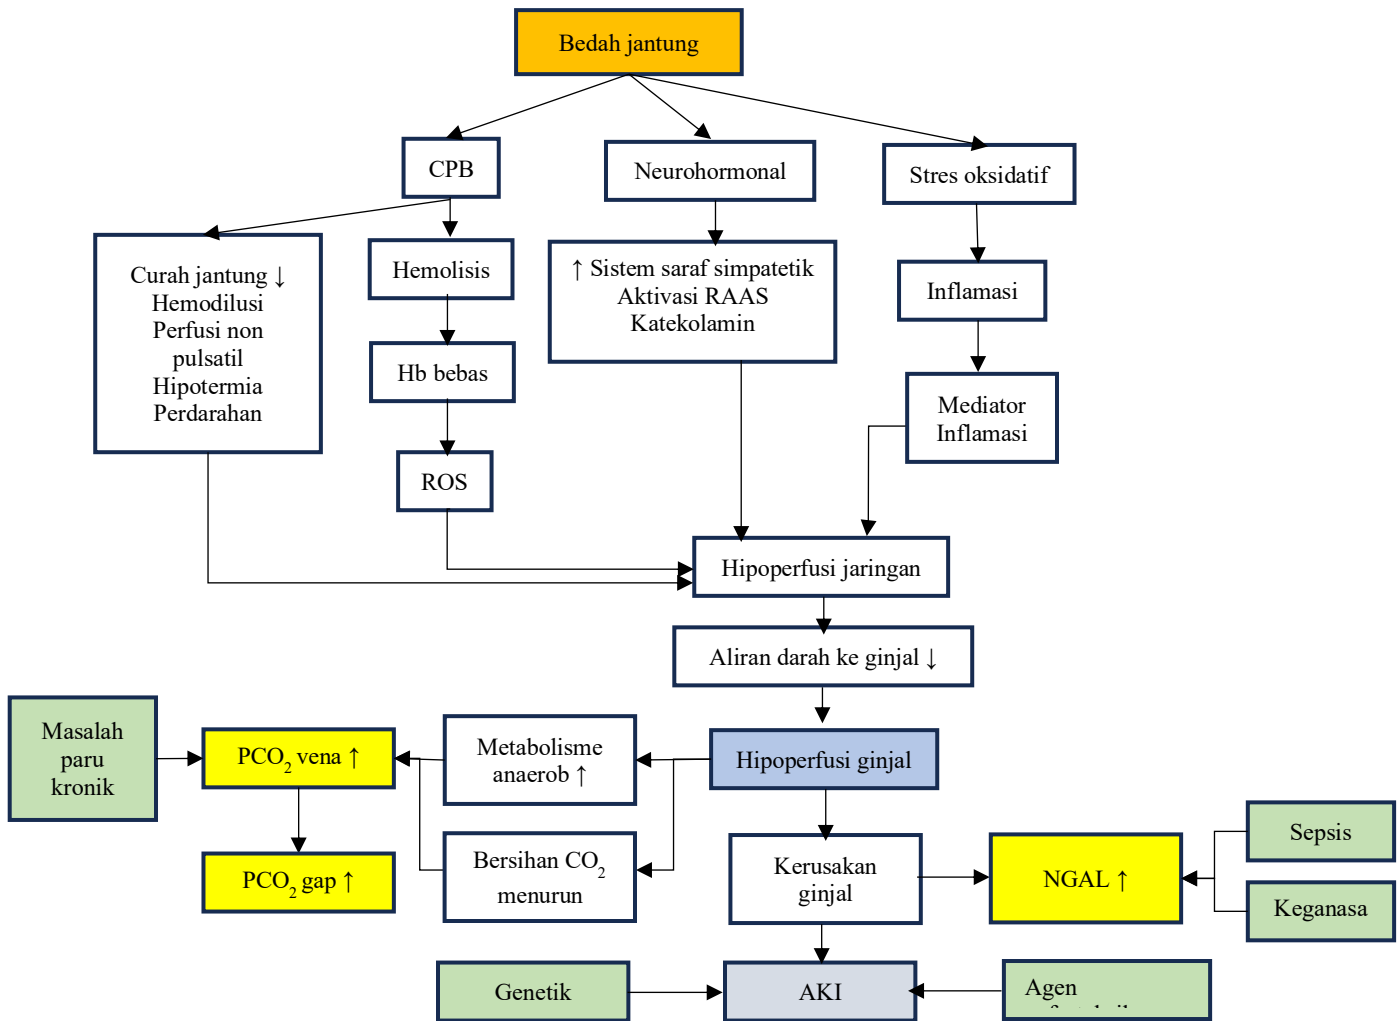 Bedah jantung
CPB
Neurohormonal
Stres oksidatif
Curah jantung ↓
Hemodilusi
Perfusi non
pulsatil
Hipotermia
Perdarahan
Hemolisis
↑ Sistem saraf simpatetik
Aktivasi RAAS
Katekolamin
Inflamasi
Hb bebas
Mediator
Inflamasi
ROS
Hipoperfusi jaringan
Aliran darah ke ginjal ↓
Masalah
paru
kronik
PCO2 vena ↑
Metabolisme
anaerob ↑
Hipoperfusi ginjal
PCO2 gap ↑
Bersihan CO2
menurun
Kerusakan
ginjal
NGAL ↑
Sepsis
Keganasa
Genetik
AKI
Agen